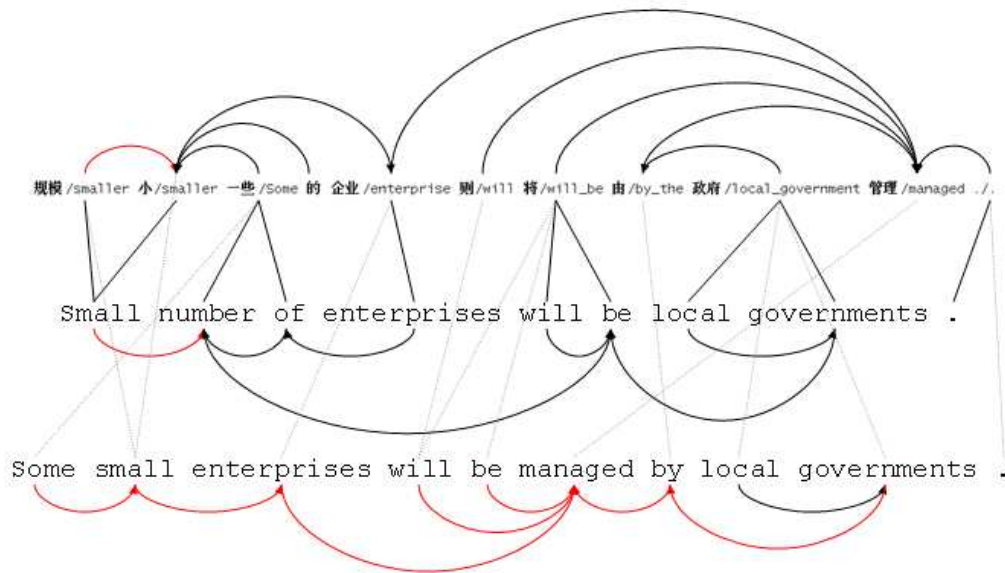 规模/smaller 小/smaller 一些/Some 的 企业/enterprise 则/will 将/will_be 由/by_the 政府/local_government 管理/managed ./.
Small number of enterprises will be local governments .
Some small enterprises will be managed by local governments .